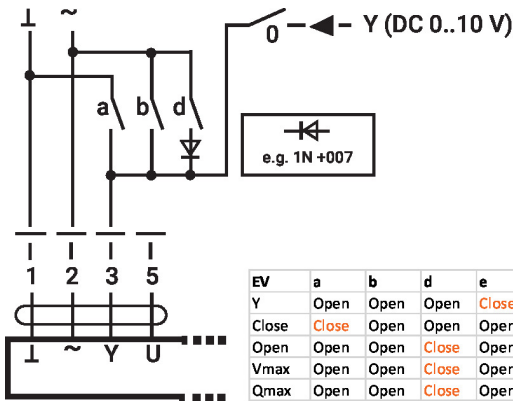 ⊥ ~
0 Y (DC 0..10 V)
a b d
e.g. 1N +007
1 2 3 5
⊥ ~ Y U
EV a b d e
Y Open Open Open Close
Close Close Open Open Open
Open Open Open Close Open
Vmax Open Open Close Open
Qmax Open Open Close Open